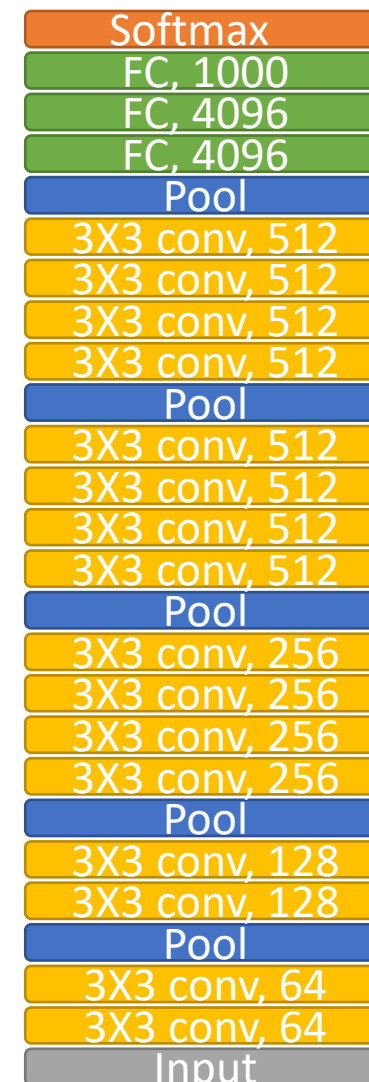 Softmax
FC, 1000
FC, 4096
FC, 4096
Pool
3X3 conv, 512
3X3 conv, 512
3X3 conv, 512
3X3 conv, 512
Pool
3X3 conv, 512
3X3 conv, 512
3X3 conv, 512
3X3 conv, 512
Pool
3X3 conv, 256
3X3 conv, 256
3X3 conv, 256
3X3 conv, 256
Pool
3X3 conv, 128
3X3 conv, 128
Pool
3X3 conv, 64
3X3 conv, 64
Input